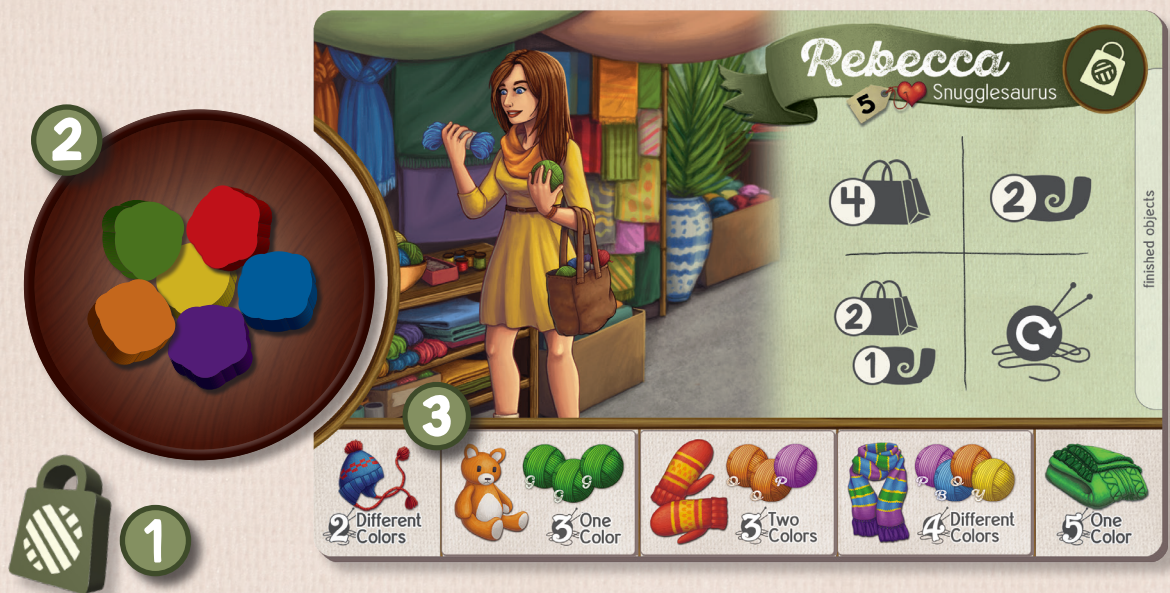 2
Rebecca
5 Snugglesaurus
4
2
2
1
finished objects
3
2 Different
Colors
G G G
3 One
Color
O O P
3 Two
Colors
P B O Y
4 Different
Colors
5 One
Color
1